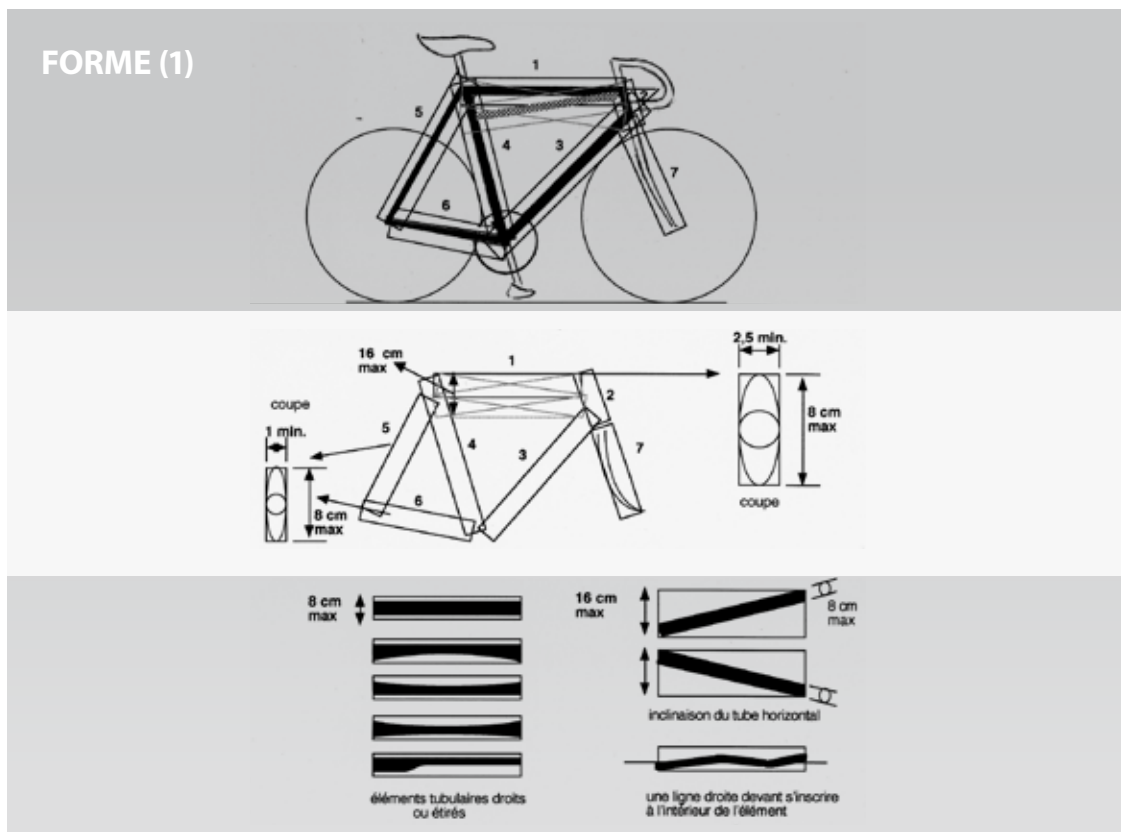 FORME (1)
1
2
5
4
3
7
6
16 cm
max
1
2,5 min.
2
coupe
1 min.
5
4
3
7
8 cm
max
6
8 cm
max
coupe
8 cm
max
16 cm
max
8 cm
max
inclinaison du tube horizontal
éléments tubulaires droits
ou étirés
une ligne droite devant s'inscrire
à l'intérieur de l'élément